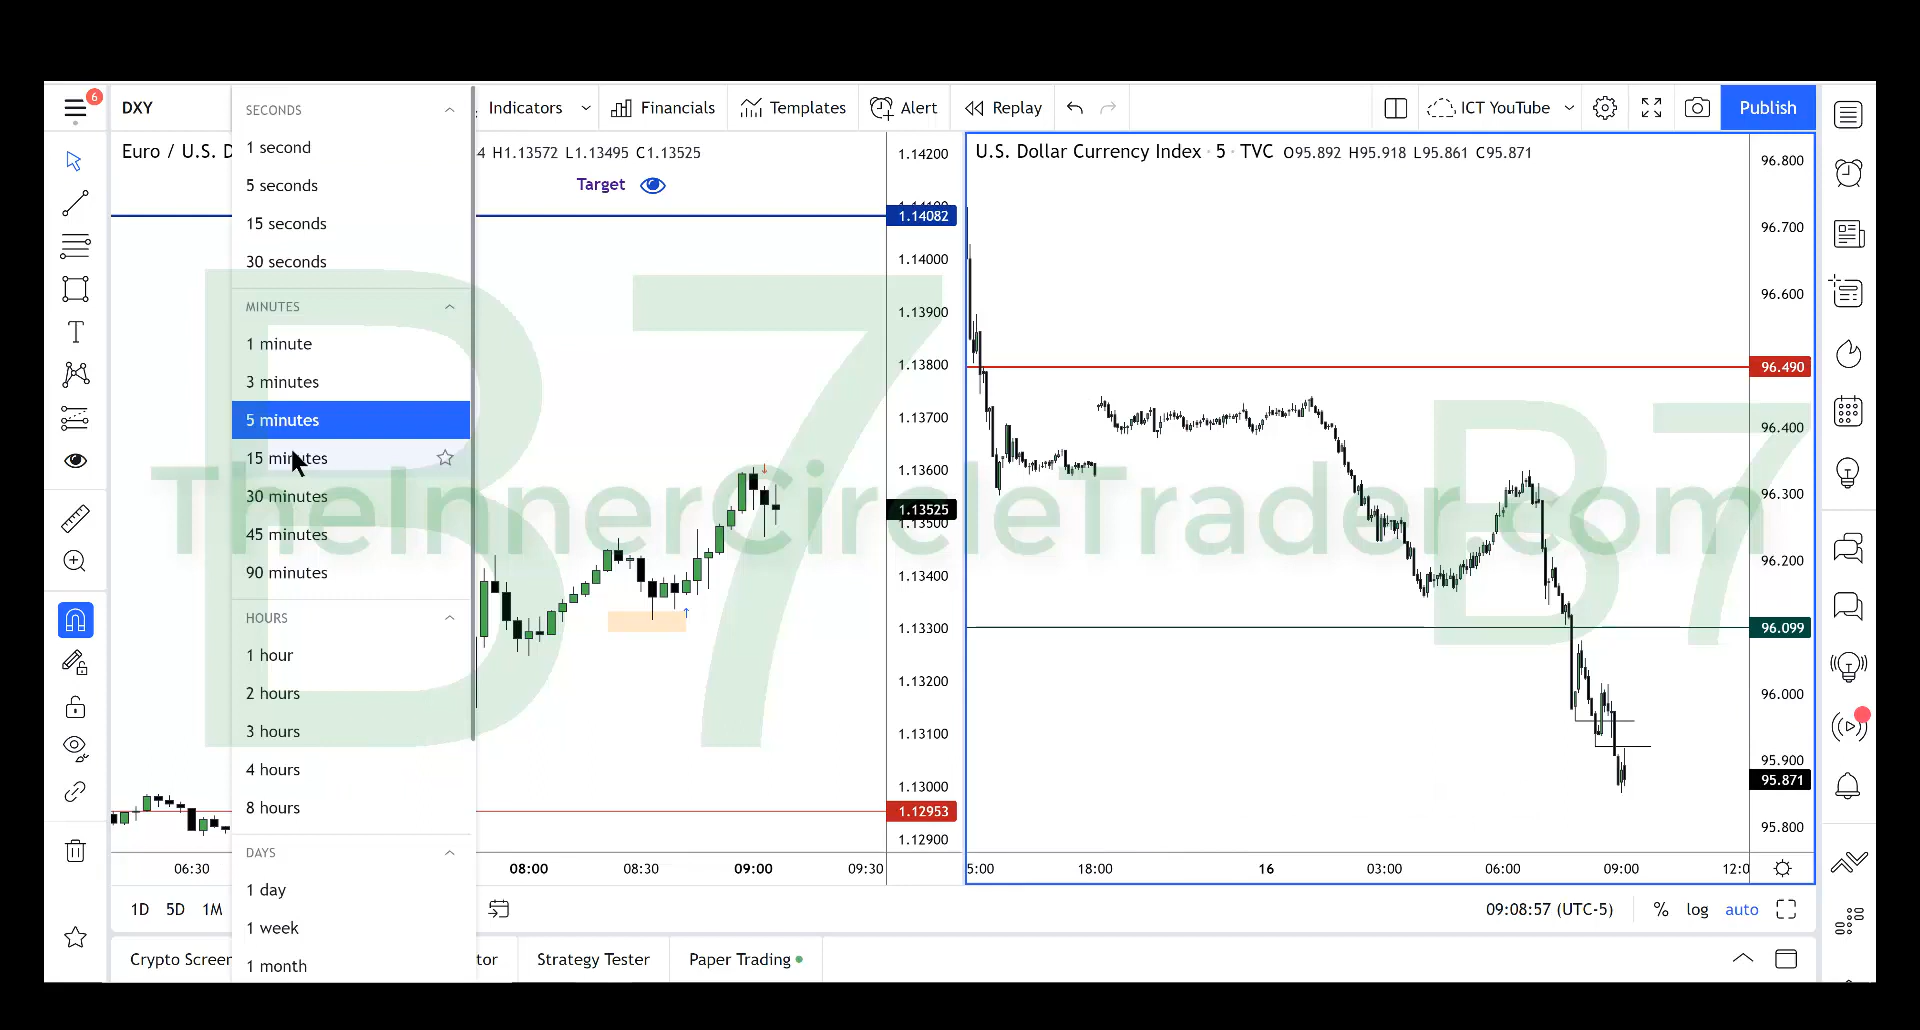 6
DXY
Indicators
Financials
Templates
Alert
Replay
ICT YouTube
Publish
Euro / U.S. D
4 H1.13572 L1.13495 C1.13525
Target
U.S. Dollar Currency Index · 5 · TVC O95.892 H95.918 L95.861 C95.871
SECONDS
1 second
5 seconds
15 seconds
30 seconds
MINUTES
1 minute
3 minutes
5 minutes
15 minutes
30 minutes
45 minutes
90 minutes
HOURS
1 hour
2 hours
3 hours
4 hours
8 hours
DAYS
1 day
1 week
1 month
1.14200
1.14082
1.14000
1.13900
1.13800
1.13700
1.13600
1.13525
1.13500
1.13400
1.13300
1.13200
1.13100
1.13000
1.12953
1.12900
96.800
96.700
96.600
96.490
96.400
96.300
96.200
96.099
96.000
95.900
95.871
95.800
B7
TheInnerCircleTrader.com
B7
06:30
08:00
08:30
09:00
09:30
5:00
18:00
16
03:00
06:00
09:00
12:0
1D 5D 1M
09:08:57 (UTC-5)
% log auto
Crypto Screen
tor
Strategy Tester
Paper Trading